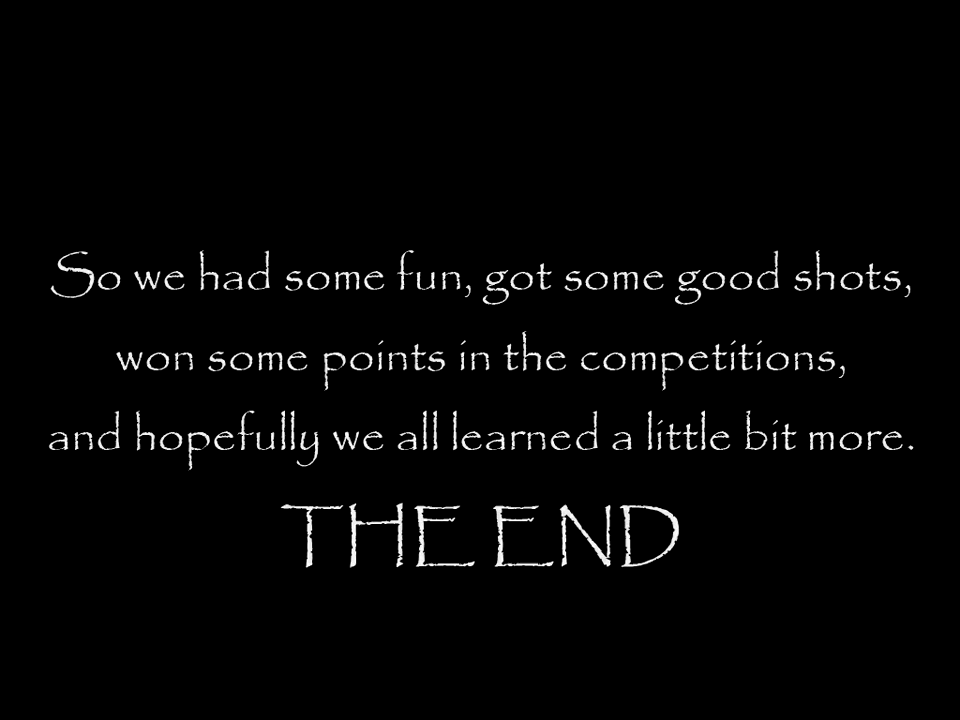 So we had some fun, got some good shots,
won some points in the competitions,
and hopefully we all learned a little bit more.
THE END